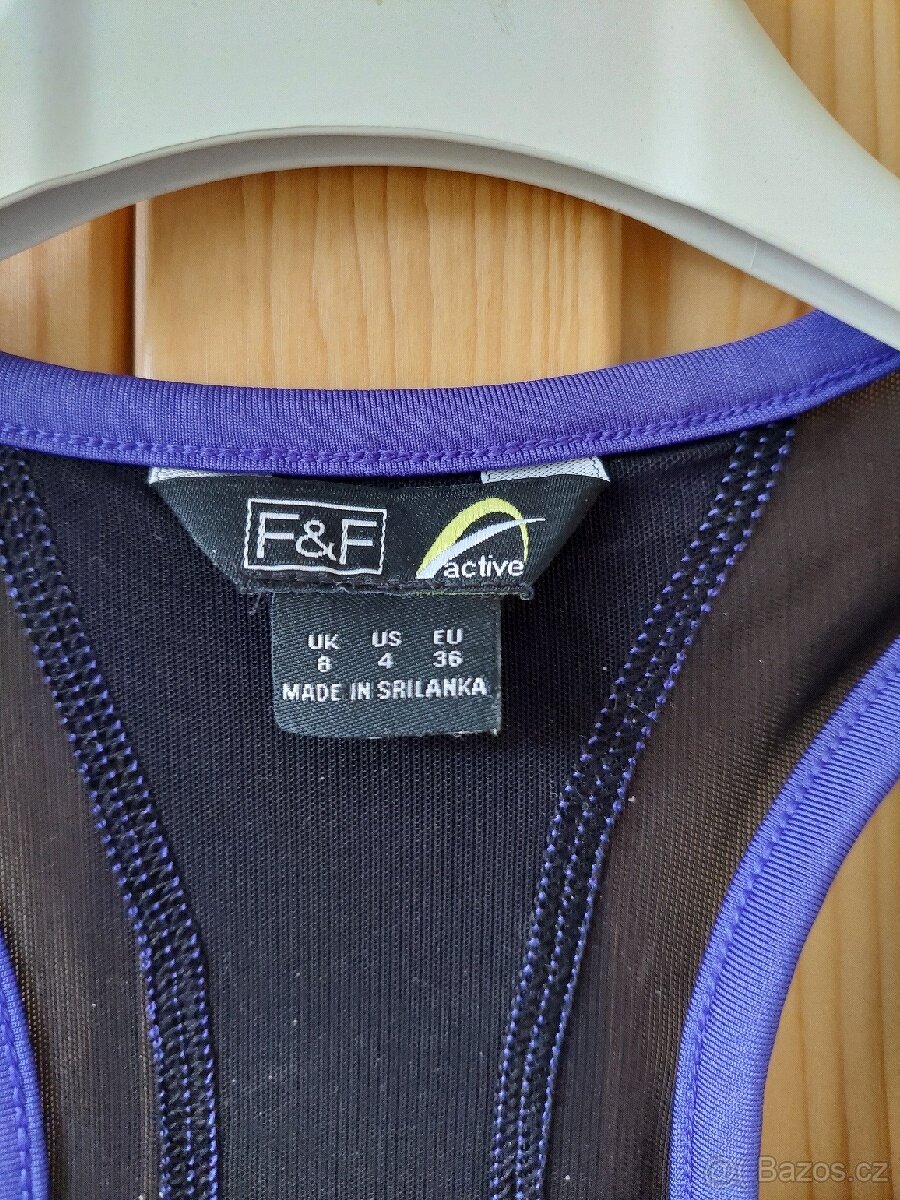 F&F active
UK US EU
8 4 36
MADE IN SRILANKA
Bazos.cz